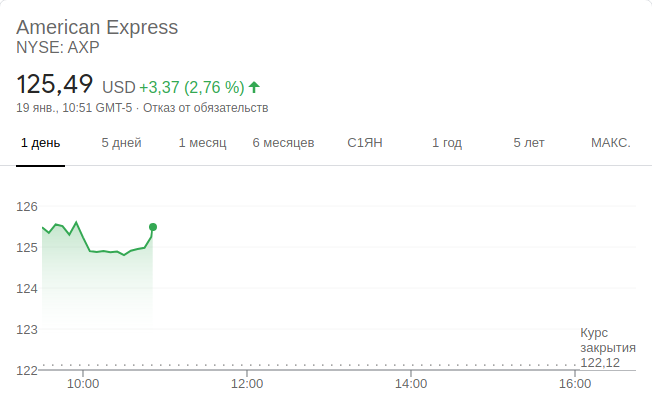 American Express
NYSE: AXP
125,49 USD +3,37 (2,76 %)
19 янв., 10:51 GMT-5 · Отказ от обязательств
1 день 5 дней 1 месяц 6 месяцев С1ЯН 1 год 5 лет МАКС.
126
125
124
123
Курс
закрытия
122,12
122
10:00 12:00 14:00 16:00